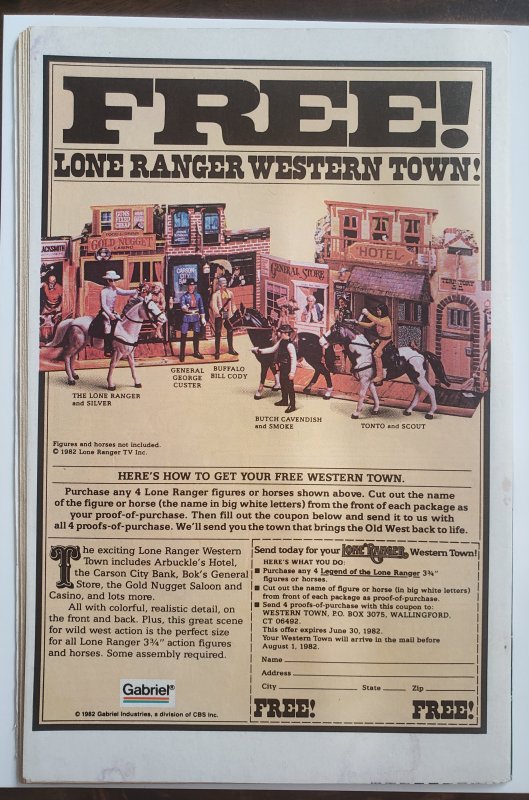 FREE!
LONE RANGER WESTERN TOWN!
GUNS
FIXED
CHEAP
GOLD NUGGET
CASINO
CARSON
CITY
GENERAL STORE
HOTEL
TERRITORY
THE LONE RANGER
and SILVER
GENERAL
GEORGE
CUSTER
BUFFALO
BILL CODY
BUTCH CAVENDISH
and SMOKE
TONTO and SCOUT
Figures and horses not included.
© 1982 Lone Ranger TV Inc.
HERE'S HOW TO GET YOUR FREE WESTERN TOWN.
Purchase any 4 Lone Ranger figures or horses shown above. Cut out the name
of the figure or horse (the name in big white letters) from the front of each package as
your proof-of-purchase. Then fill out the coupon below and send it to us with
all 4 proofs-of-purchase. We'll send you the town that brings the Old West back to life.
The exciting Lone Ranger Western
Town includes Arbuckle's Hotel,
the Carson City Bank, Bok's General
Store, the Gold Nugget Saloon and
Casino, and lots more.
All with colorful, realistic detail, on
the front and back. Plus, this great scene
for wild west action is the perfect size
for all Lone Ranger 3¾" action figures
and horses. Some assembly required.
Gabriel®
© 1982 Gabriel Industries, a division of CBS Inc.
Send today for your LONE RANGER Western Town!
HERE'S WHAT YOU DO:
■ Purchase any 4 Legend of the Lone Ranger 3¾"
figures or horses.
■ Cut out the name of figure or horse (in big white letters)
from front of each package as proof-of-purchase.
■ Send 4 proofs-of-purchase with this coupon to:
WESTERN TOWN, P.O. BOX 3075, WALLINGFORD,
CT 06492.
This offer expires June 30, 1982.
Your Western Town will arrive in the mail before
August 1, 1982.
Name
Address
City State Zip
FREE! FREE!